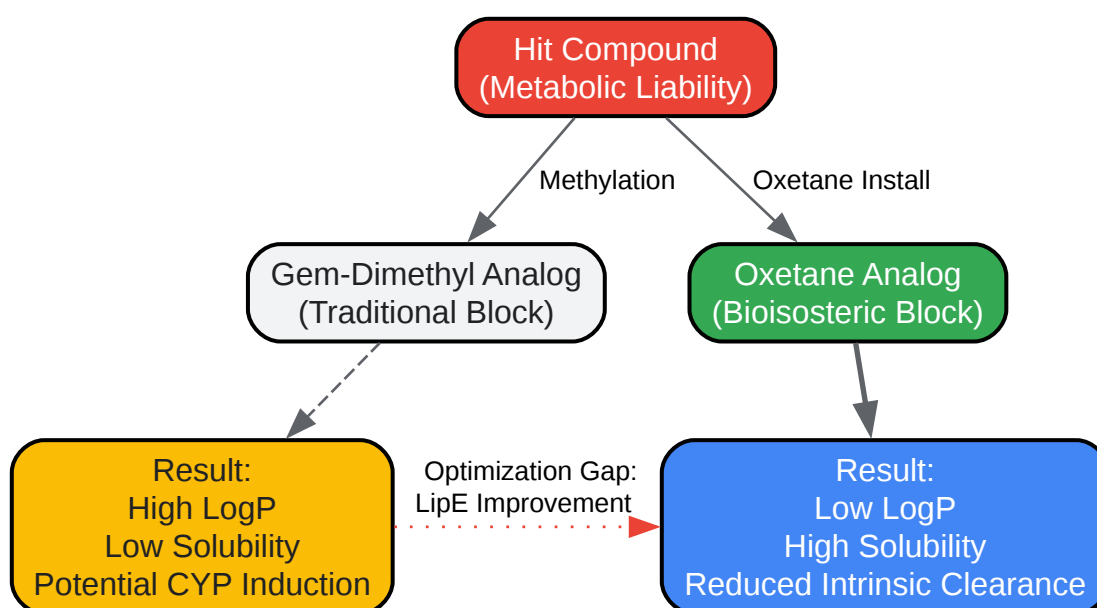 Hit Compound
(Metabolic Liability)
Methylation
Oxetane Install
Gem-Dimethyl Analog
(Traditional Block)
Oxetane Analog
(Bioisosteric Block)
Result:
High LogP
Low Solubility
Potential CYP Induction
Optimization Gap:
LipE Improvement
Result:
Low LogP
High Solubility
Reduced Intrinsic Clearance